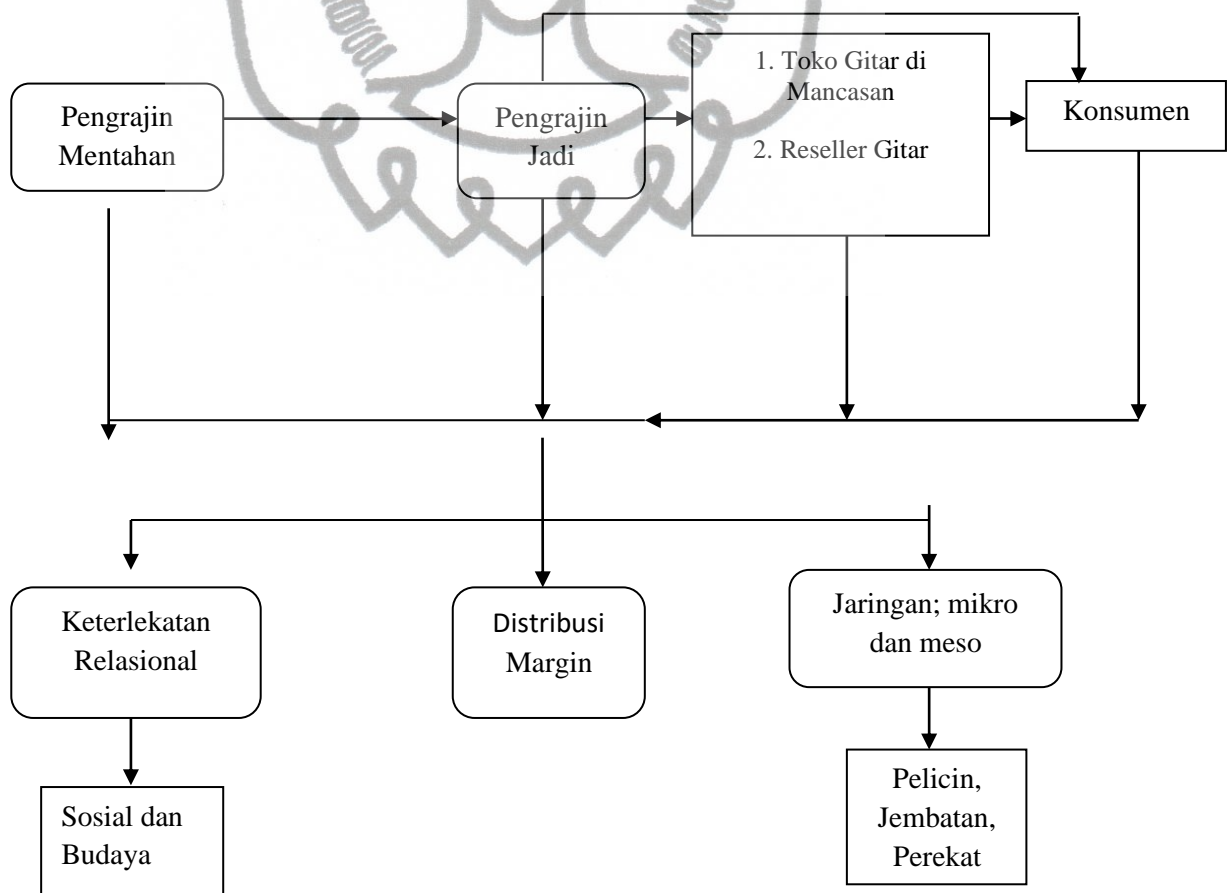 Pengrajin
Mentahan
Pengrajin
Jadi
1. Toko Gitar di
Mancasan
2. Reseller Gitar
Konsumen
Keterlekatan
Relasional
Distribusi
Margin
Jaringan; mikro
dan meso
Sosial dan
Budaya
Pelicin,
Jembatan,
Perekat